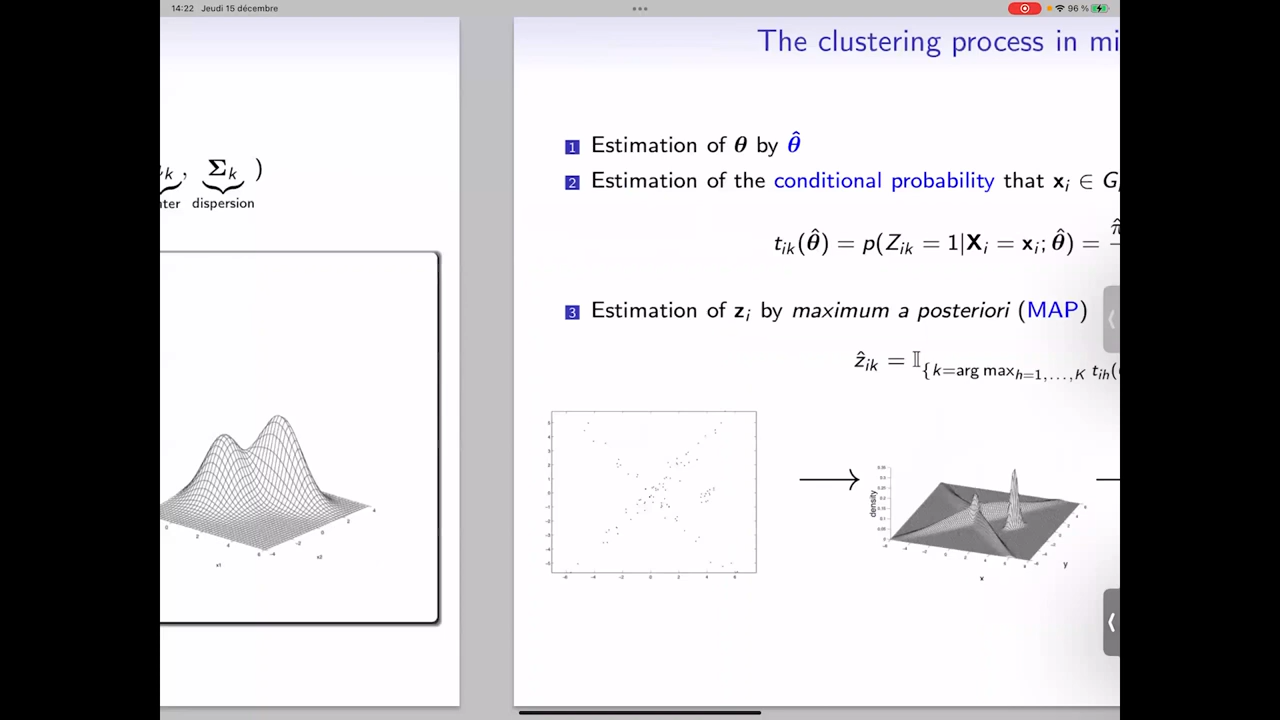 14:22 Jeudi 15 décembre
96 %
k, Σk )
dispersion
x1
x2
The clustering process in mi
1 Estimation of θ by θ̂
2 Estimation of the conditional probability that xi ∈ G
tik(θ̂) = p(Zik = 1|Xi = xi; θ̂) =
3 Estimation of zi by maximum a posteriori (MAP)
ẑik = 𝕀{k=arg maxh=1,...,K tih(
density
x
y